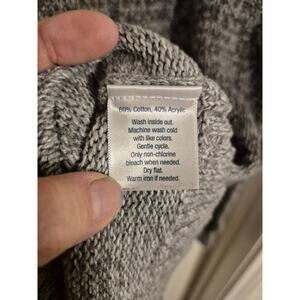 60% Cotton, 40% Acrylic
Wash inside out.
Machine wash cold
with like colors.
Gentle cycle.
Only non-chlorine
bleach when needed.
Dry flat.
Warm iron if needed.